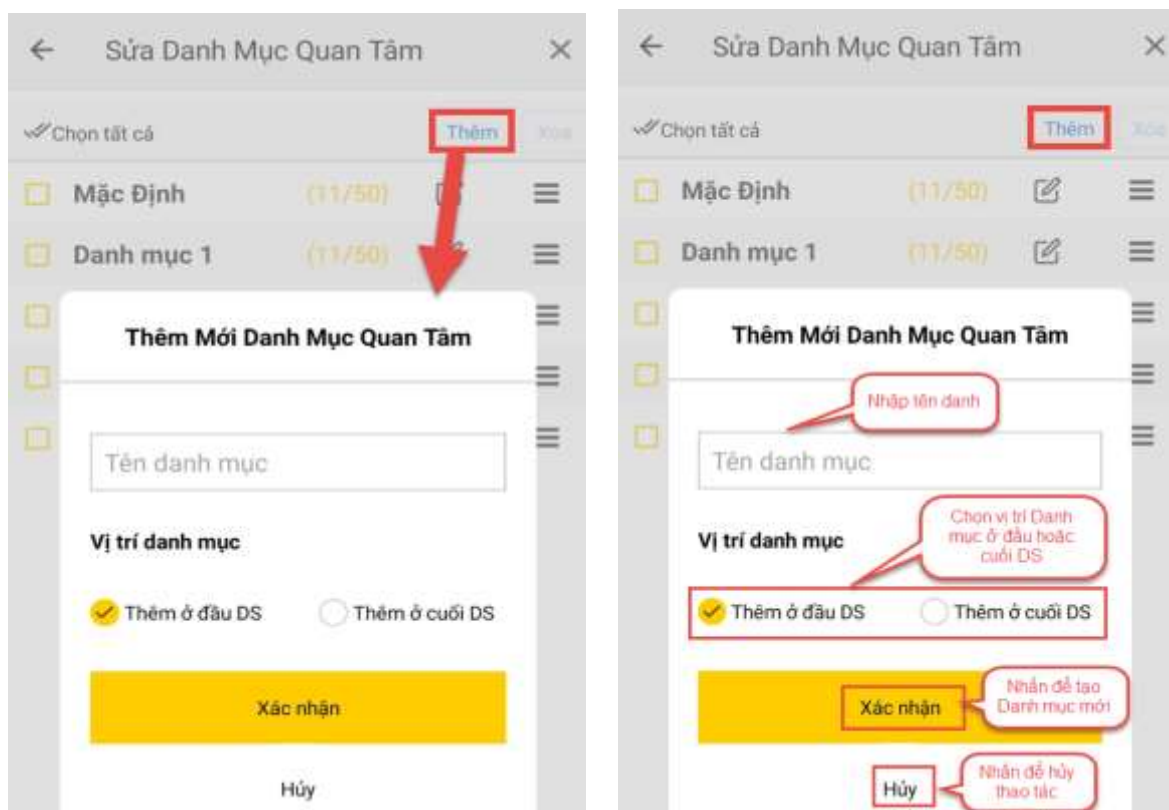 Sửa Danh Mục Quan Tâm
Chọn tất cả Thêm Xóa
Mặc Định (11/50)
Danh mục 1 (11/50)
Thêm Mới Danh Mục Quan Tâm
Tên danh mục
Vị trí danh mục
Thêm ở đầu DS Thêm ở cuối DS
Xác nhận
Hủy
Sửa Danh Mục Quan Tâm
Chọn tất cả Thêm Xóa
Mặc Định (11/50)
Danh mục 1 (11/50)
Thêm Mới Danh Mục Quan Tâm
Nhập tên danh
Tên danh mục
Chọn vị trí Danh
mục ở đầu hoặc
cuối DS
Vị trí danh mục
Thêm ở đầu DS Thêm ở cuối DS
Xác nhận
Nhấn để tạo
Danh mục mới
Hủy
Nhấn để hủy
thao tác